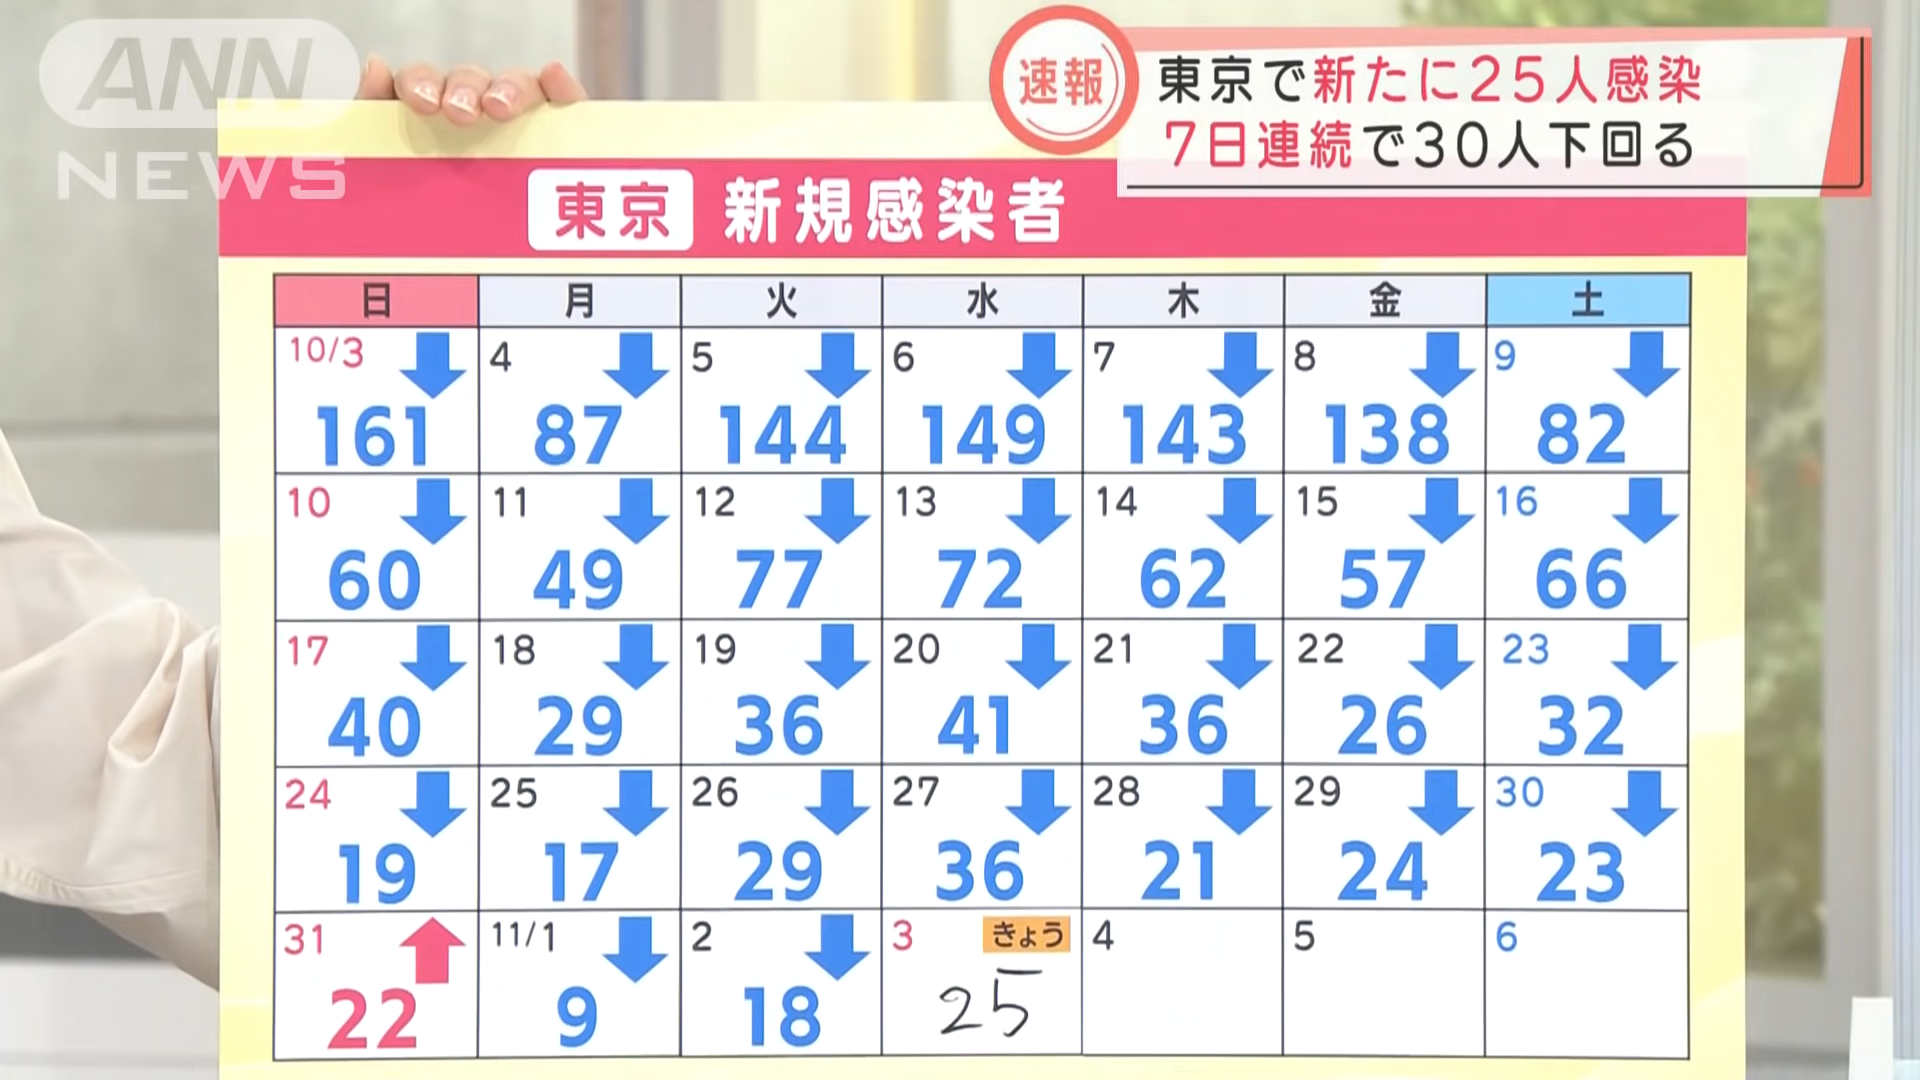 ANN
NEWS
速報
東京で新たに25人感染
7日連続で30人下回る
東京 新規感染者
日 月 火 水 木 金 土
10/3 4 5 6 7 8 9
161 87 144 149 143 138 82
10 11 12 13 14 15 16
60 49 77 72 62 57 66
17 18 19 20 21 22 23
40 29 36 41 36 26 32
24 25 26 27 28 29 30
19 17 29 36 21 24 23
31 11/1 2 3 きょう 4 5 6
22 9 18 25